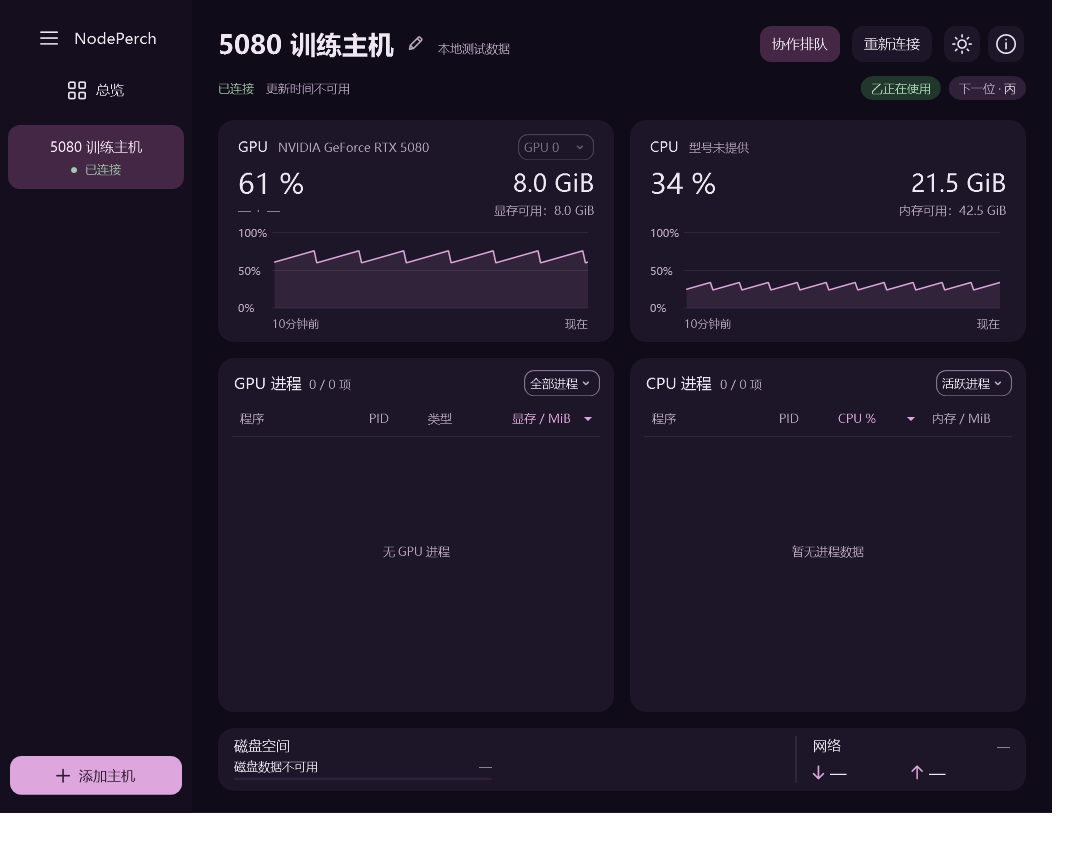 NodePerch
总览
5080 训练主机
已连接
添加主机
5080 训练主机 本地测试数据
协作排队 重新连接
已连接 更新时间不可用
乙正在使用 下一位 · 丙
GPU NVIDIA GeForce RTX 5080 GPU 0
61 % 8.0 GiB
— · — 显存可用：8.0 GiB
100%
50%
0%
10分钟前 现在
CPU 型号未提供
34 % 21.5 GiB
内存可用：42.5 GiB
100%
50%
0%
10分钟前 现在
GPU 进程 0 / 0 项 全部进程
程序 PID 类型 显存 / MiB
无 GPU 进程
CPU 进程 0 / 0 项 活跃进程
程序 PID CPU % 内存 / MiB
暂无进程数据
磁盘空间
磁盘数据不可用 —
网络 —
↓ — ↑ —